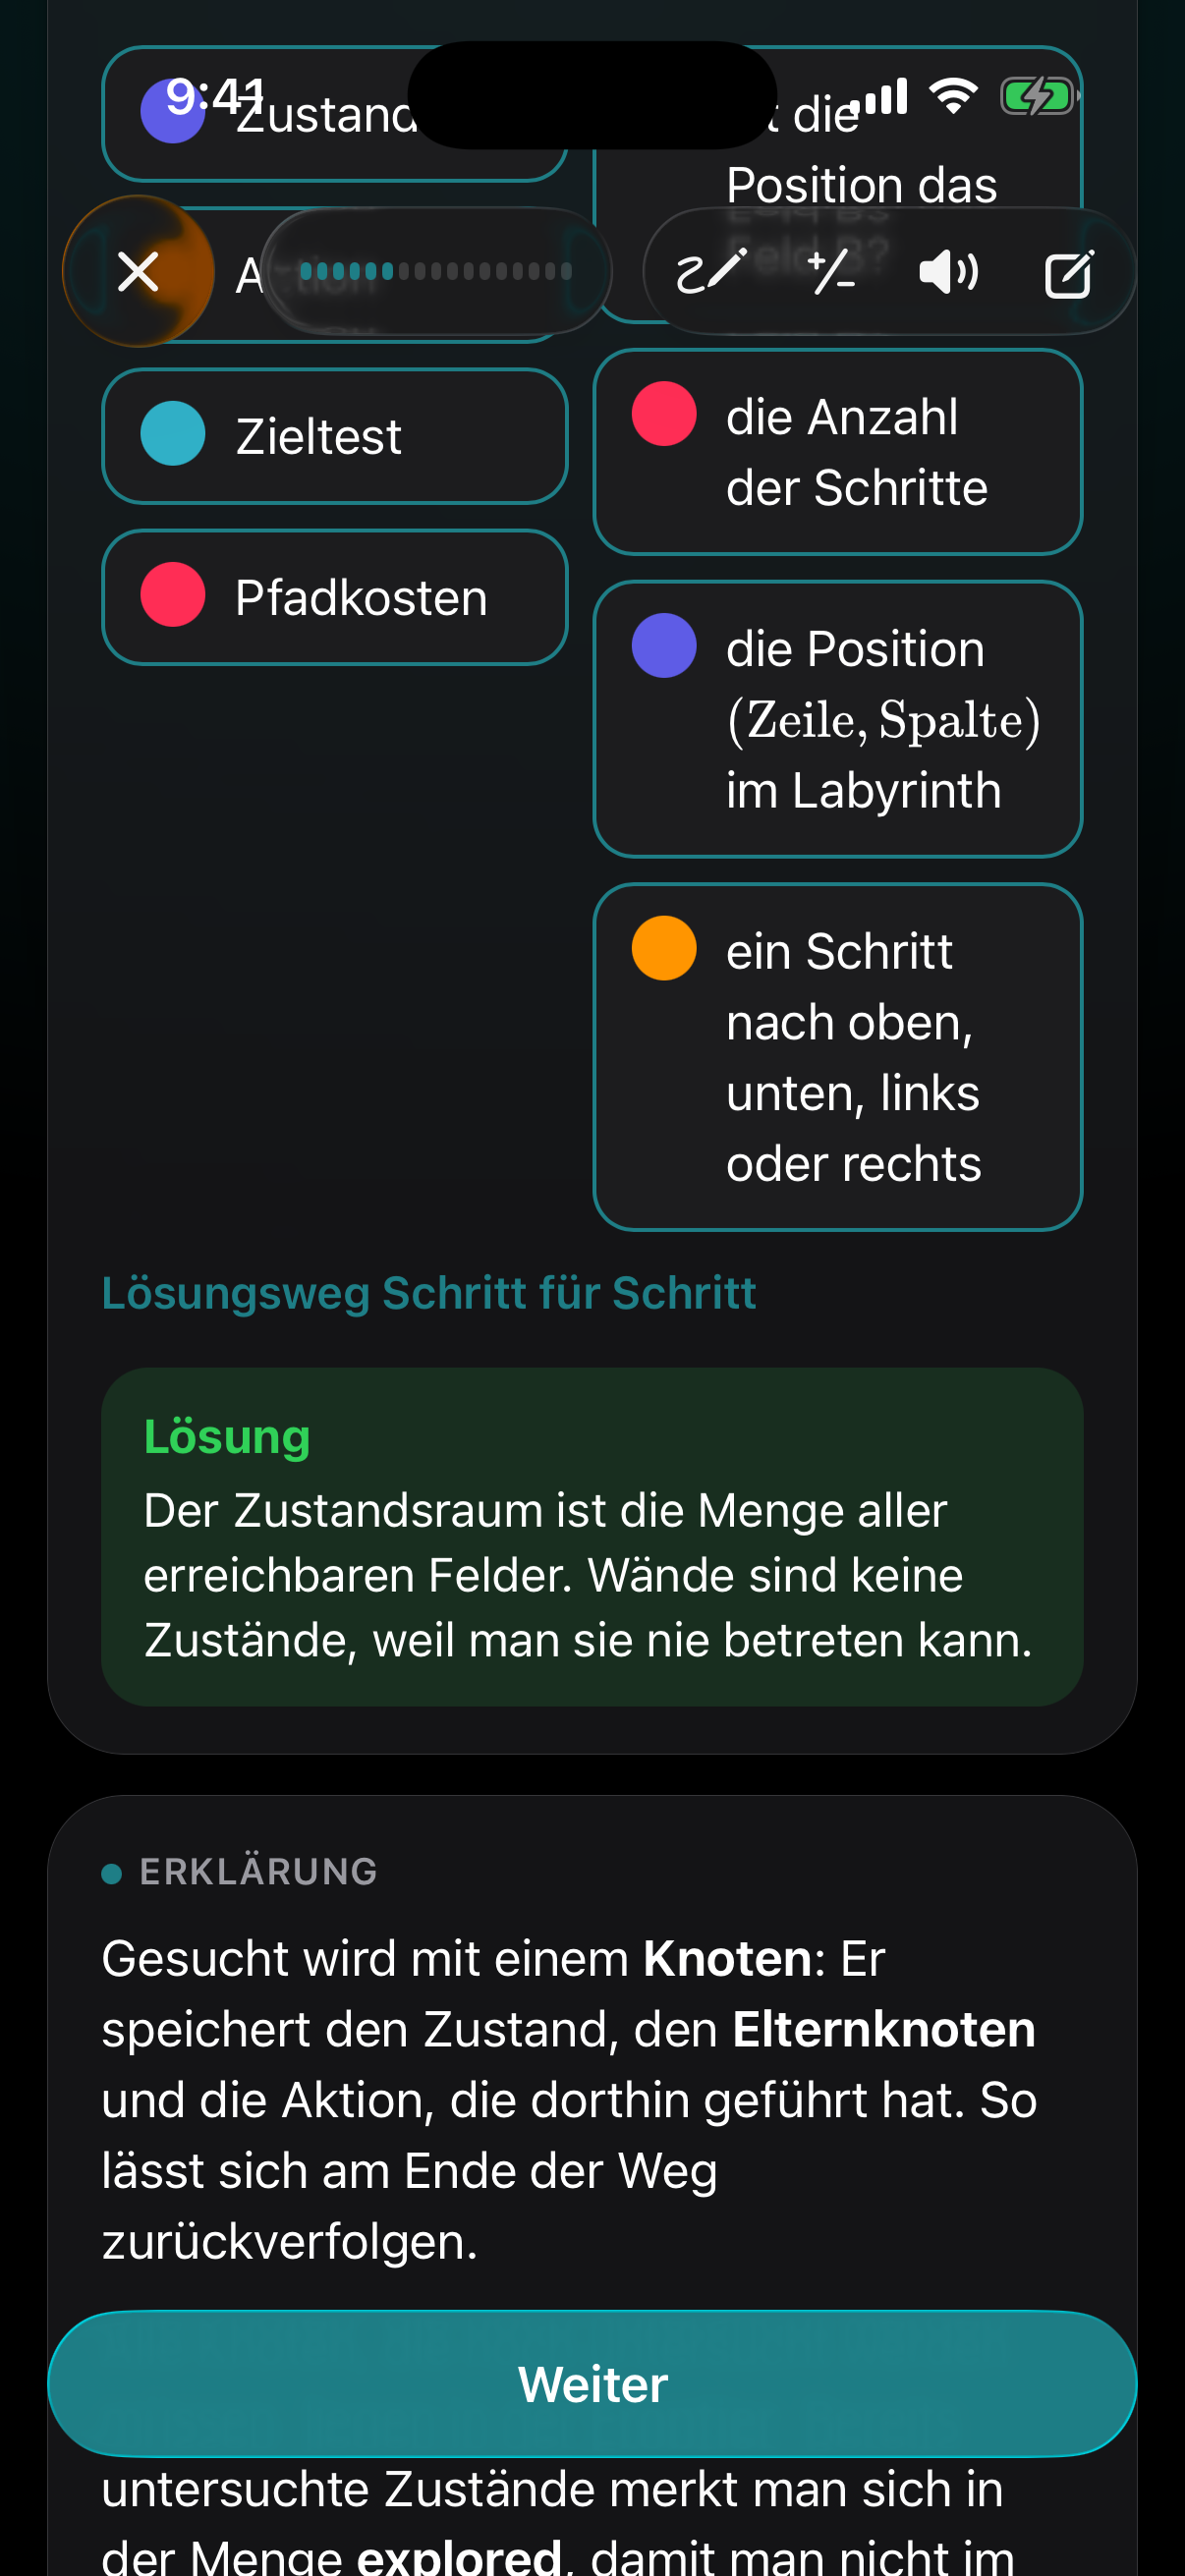 9:41
Zustand
t die
Position das
Feld B?
Aktion
Zieltest
Pfadkosten
die Anzahl
der Schritte
die Position
(Zeile, Spalte)
im Labyrinth
ein Schritt
nach oben,
unten, links
oder rechts
Lösungsweg Schritt für Schritt
Lösung
Der Zustandsraum ist die Menge aller
erreichbaren Felder. Wände sind keine
Zustände, weil man sie nie betreten kann.
ERKLÄRUNG
Gesucht wird mit einem Knoten: Er
speichert den Zustand, den Elternknoten
und die Aktion, die dorthin geführt hat. So
lässt sich am Ende der Weg
zurückverfolgen.
Weiter
untersuchte Zustände merkt man sich in
der Menge explored, damit man nicht im